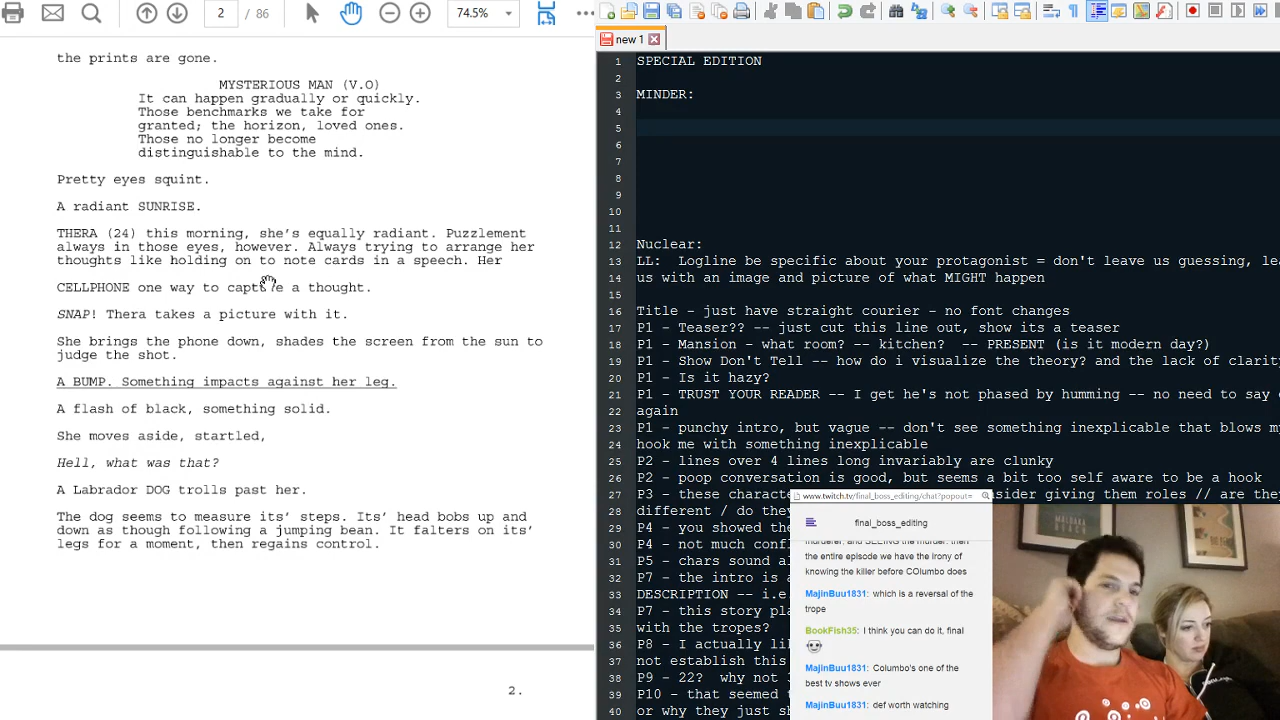 2 / 86
74.5%
the prints are gone.
MYSTERIOUS MAN (V.O)
It can happen gradually or quickly.
Those benchmarks we take for
granted; the horizon, loved ones.
Those no longer become
distinguishable to the mind.
Pretty eyes squint.
A radiant SUNRISE.
THERA (24) this morning, she's equally radiant. Puzzlement
always in those eyes, however. Always trying to arrange her
thoughts like holding on to note cards in a speech. Her
CELLPHONE one way to a thought.
SNAP! Thera takes a picture with it.
She brings the phone down, shades the screen from the sun to
judge the shot.
A BUMP. Something impacts against her leg.
A flash of black, something solid.
She moves aside, startled,
Hell, what was that?
A Labrador DOG trolls past her.
The dog seems to measure its' steps. Its' head bobs up and
down as though following a jumping bean. It falters on its'
legs for a moment, then regains control.
2.
new 1
1 SPECIAL EDITION
2
3 MINDER:
4
5
6
7
8
9
10
11
12 Nuclear:
13 LL: Logline be specific about your protagonist = don't leave us guessing,
14 us with an image and picture of what MIGHT happen
15
16 Title - just have straight courier - no font changes
17 P1 - Teaser?? -- just cut this line out, show its a teaser
18 P1 - Mansion - what room? -- kitchen? -- PRESENT (is it modern day?)
19 P1 - Show Don't Tell -- how do i visualize the theory? and the lack of
20 P1 - Is it hazy?
21 P1 - TRUST YOUR READER -- I get he's not phased by humming -- no need to say
22 again
23 P1 - punchy intro, but vague -- don't see something inexplicable that blows
24 hook me with something inexplicable
25 P2 - lines over 4 lines long invariably are clunky
26 P2 - poop conversation is good, but seems a bit too self aware to be a hook
27 P3 - these sider giving them roles // are
28 different / do
29 P4 - you showed the
30 P4 - not much
31 P5 - chars sound
32 P7 - the intro is
33 DESCRIPTION -- i.e.
34 P7 - this story
35 with the tropes?
36 P8 - I actually
37 not establish this
38 P9 - 22? why not
39 P10 - that seemed
40 or why they just
www.twitch.tv/final_boss_editing/chat?popout=
final_boss_editing
murderer, and SEEING the murder. then
the entire episode we have the irony of
knowing the killer before COlumbo does
MajinBuu1831: which is a reversal of the
trope
BookFish35: I think you can do it, final
MajinBuu1831: Columbo's one of the
best tv shows ever
MajinBuu1831: def worth watching
MALDABA